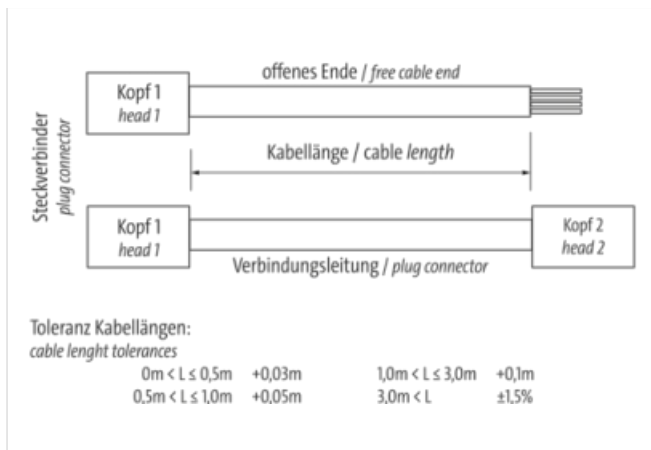 offenes Ende / free cable end
Kopf 1
head 1
Steckverbinder
plug connector
Kabellänge / cable length
Kopf 1
head 1
Kopf 2
head 2
Verbindungsleitung / plug connector
Toleranz Kabellängen:
cable lenght tolerances
0m < L ≤ 0,5m +0,03m 1,0m < L ≤ 3,0m +0,1m
0,5m < L ≤ 1,0m +0,05m 3,0m < L ±1,5%